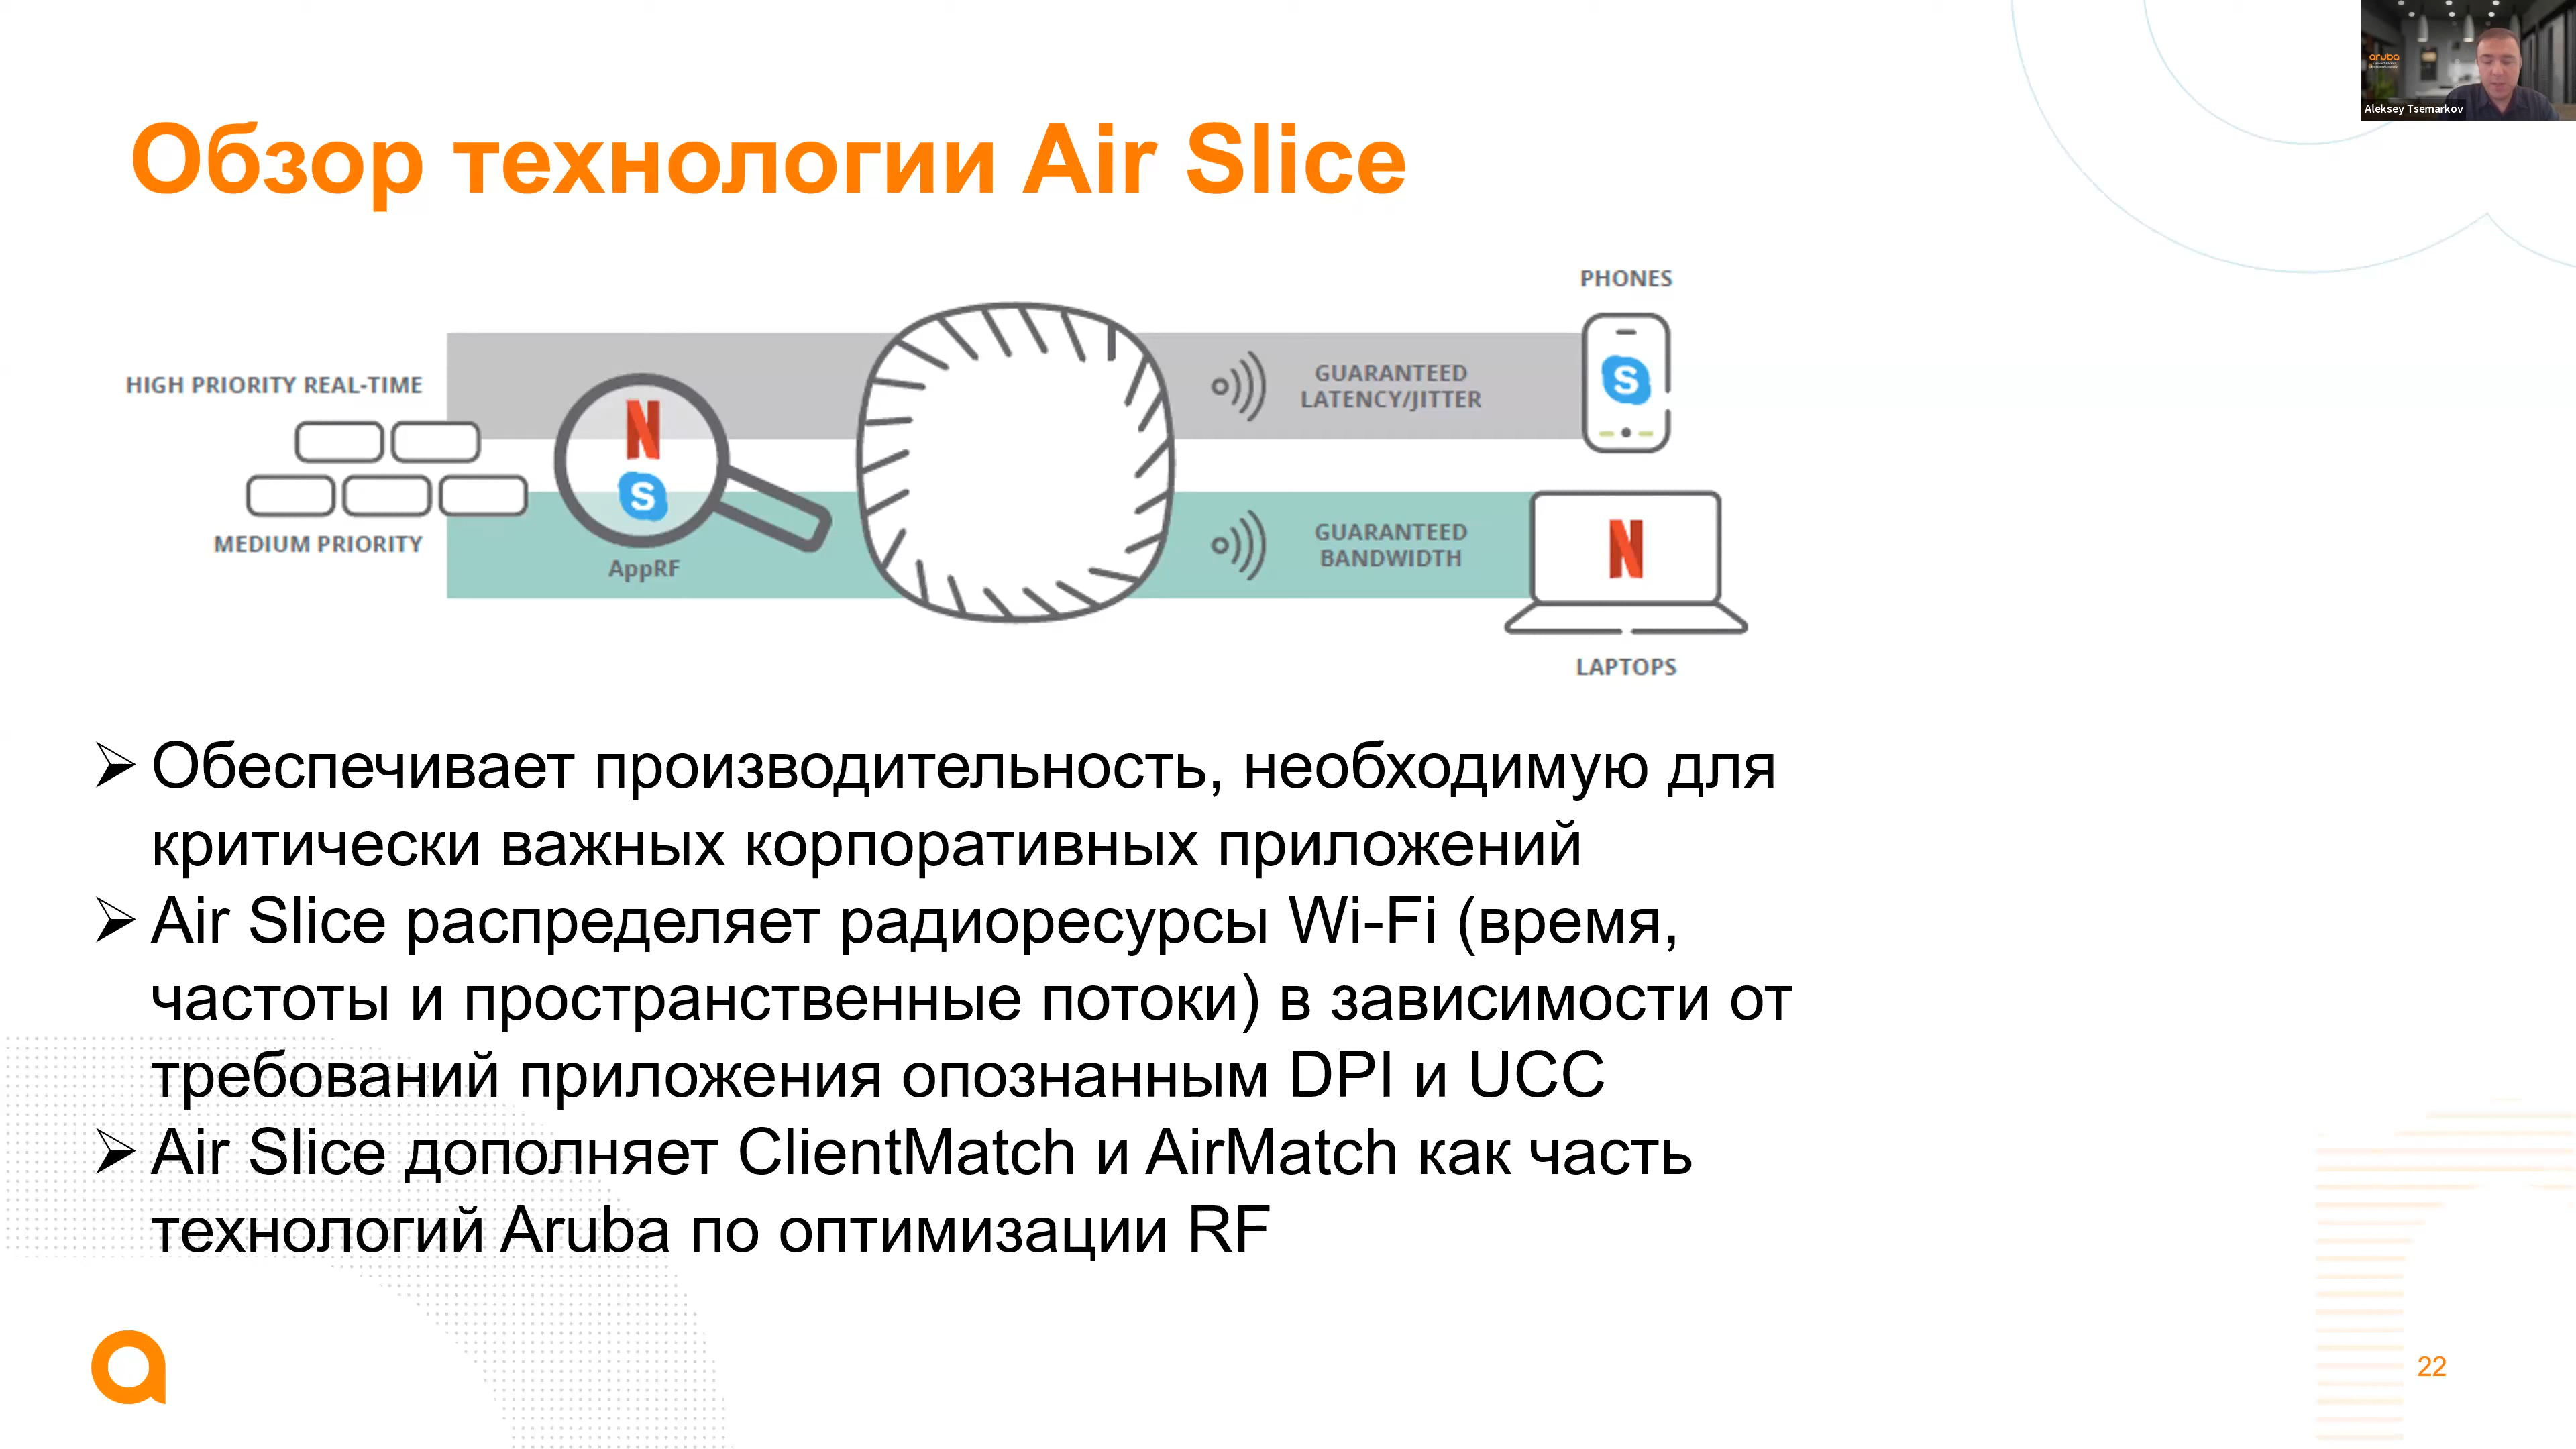 aruba
Aleksey Tsemarkov
Обзор технологии Air Slice
PHONES
HIGH PRIORITY REAL-TIME
GUARANTEED
LATENCY/JITTER
MEDIUM PRIORITY
AppRF
GUARANTEED
BANDWIDTH
LAPTOPS
Обеспечивает производительность, необходимую для
критически важных корпоративных приложений
Air Slice распределяет радиоресурсы Wi-Fi (время,
частоты и пространственные потоки) в зависимости от
требований приложения опознанным DPI и UCC
Air Slice дополняет ClientMatch и AirMatch как часть
технологий Aruba по оптимизации RF
22